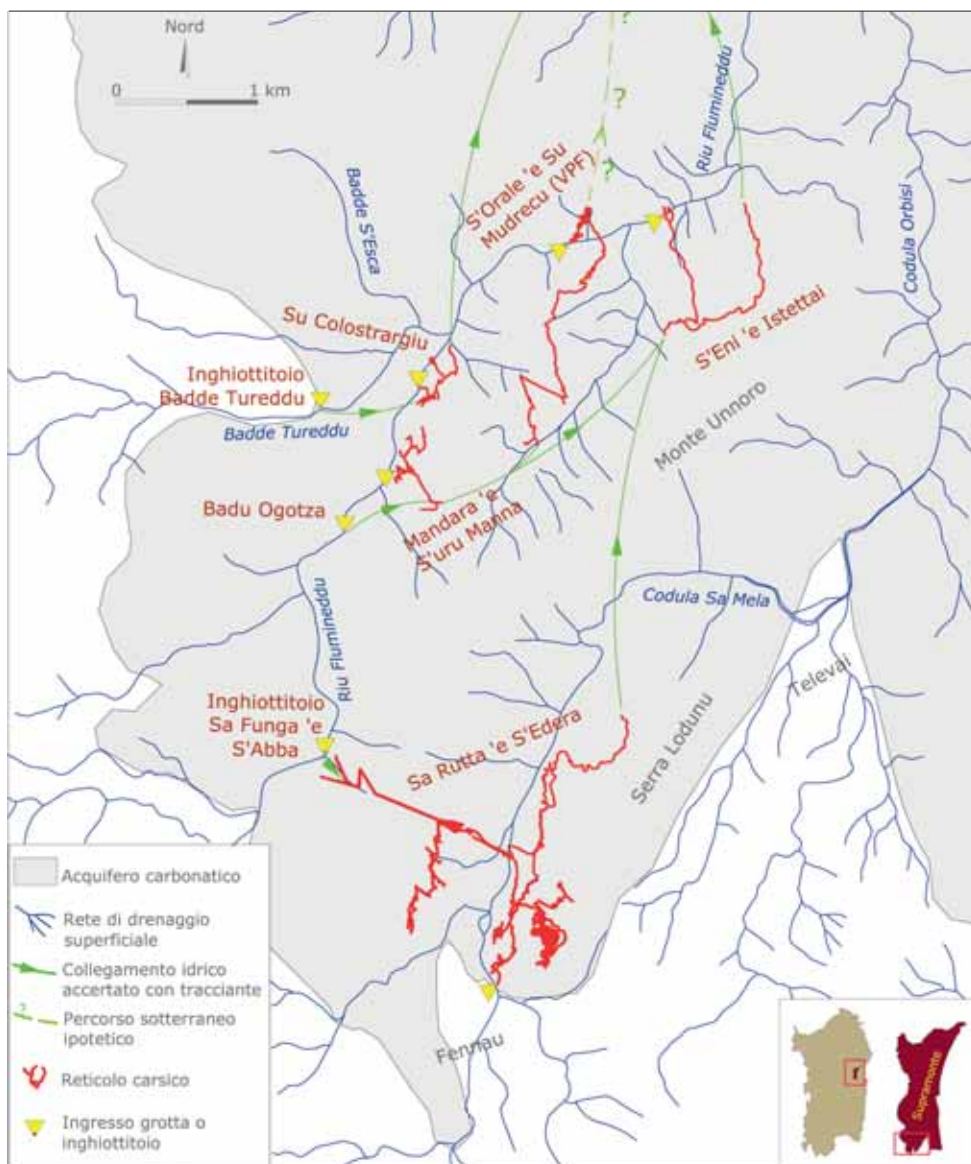 Nord
0 1 km
?
?
?
Riu Flumineddu
Codula Orbisi
S'Orale 'e Su
Mudrecu (VPF)
Badde S'Esca
Su Colostrargiu
S'Eni 'e Istettai
Inghiottitoio
Badde Tureddu
Badde Tureddu
Monte Unnoro
Badu Ogotza
Mandara 'e
S'uru Manna
Codula Sa Mela
Riu Flumineddu
Televai
Inghiottitoio
Sa Funga 'e
S'Abba
Sa Rutta 'e S'Edera
Serra Lodunu
Fennau
Acquifero carbonatico
Rete di drenaggio
superficiale
Collegamento idrico
accertato con tracciante
?
Percorso sotterraneo
ipotetico
Reticolo carsico
Ingresso grotta o
inghiottitoio
Supramonte